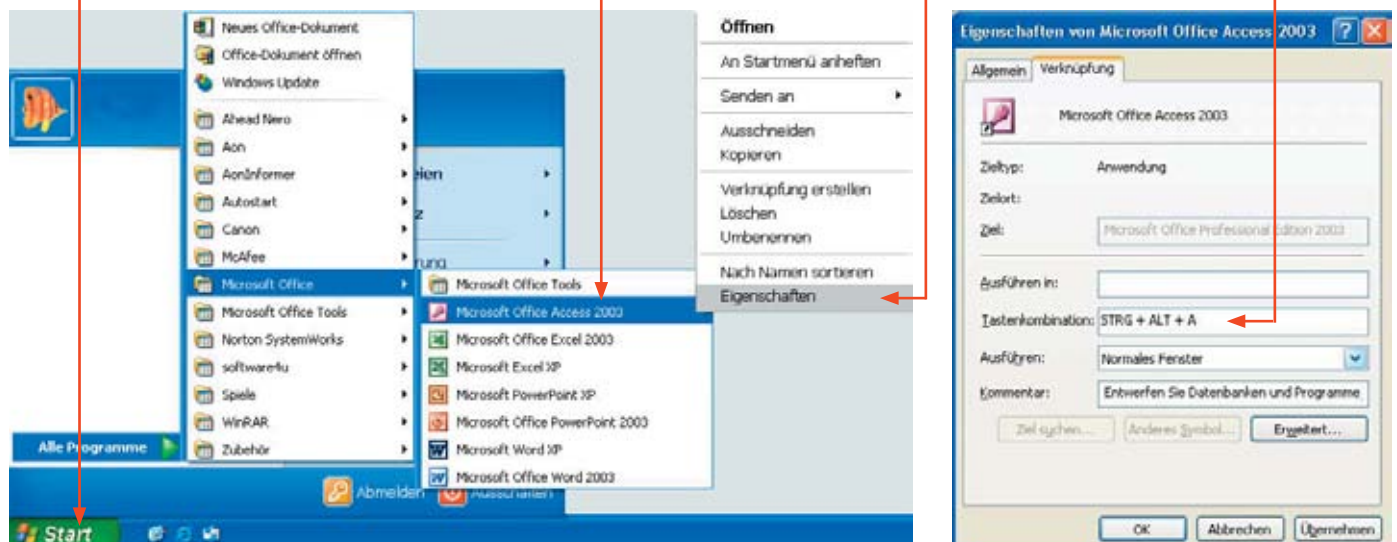 Neues Office-Dokument
Office-Dokument öffnen
Windows Update
Ahead Nero
Aon
AonInformer
Autostart
Canon
McAfee
Microsoft Office
Microsoft Office Tools
Norton SystemWorks
software4u
Spiele
WinRAR
Zubehör
eien
z
rung
Alle Programme
Abmelden
Ausschalten
Start
Microsoft Office Tools
Microsoft Office Access 2003
Microsoft Office Excel 2003
Microsoft Excel XP
Microsoft PowerPoint XP
Microsoft Office PowerPoint 2003
Microsoft Word XP
Microsoft Office Word 2003
Öffnen
An Startmenü anheften
Senden an
Ausschneiden
Kopieren
Verknüpfung erstellen
Löschen
Umbenennen
Nach Namen sortieren
Eigenschaften
Eigenschaften von Microsoft Office Access 2003
Allgemein Verknüpfung
Microsoft Office Access 2003
Zieltyp: Anwendung
Zielort:
Ziel: Microsoft Office Professional Edition 2003
Ausführen in:
Tastenkombination: STRG + ALT + A
Ausführen: Normales Fenster
Kommentar: Entwerfen Sie Datenbanken und Programme
Ziel suchen... Anderes Symbol... Erweitert...
OK Abbrechen Übernehmen